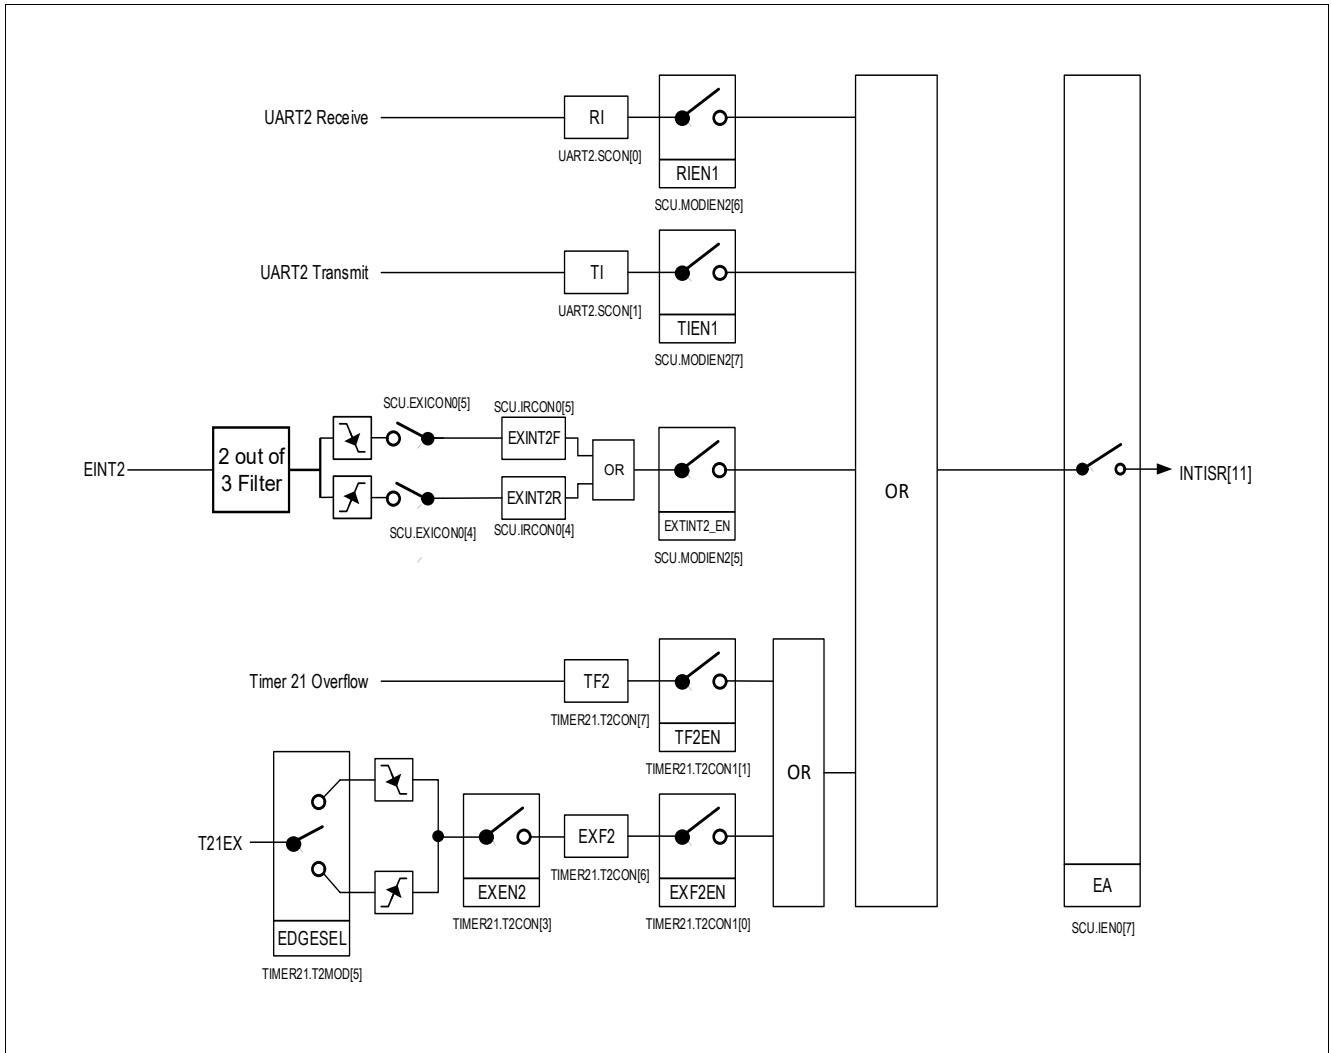 UART2 Receive
RI
UART2.SCON[0]
RIEN1
SCU.MODIEN2[6]
UART2 Transmit
TI
UART2.SCON[1]
TIEN1
SCU.MODIEN2[7]
EINT2
2 out of
3 Filter
SCU.EXICON0[5]
SCU.IRCON0[5]
EXINT2F
EXINT2R
SCU.EXICON0[4]
SCU.IRCON0[4]
OR
EXTINT2_EN
SCU.MODIEN2[5]
OR
INTISR[11]
Timer 21 Overflow
TF2
TIMER21.T2CON[7]
TF2EN
TIMER21.T2CON1[1]
OR
T21EX
EDGESEL
TIMER21.T2MOD[5]
EXEN2
TIMER21.T2CON[3]
EXF2
TIMER21.T2CON[6]
EXF2EN
TIMER21.T2CON1[0]
EA
SCU.IEN0[7]